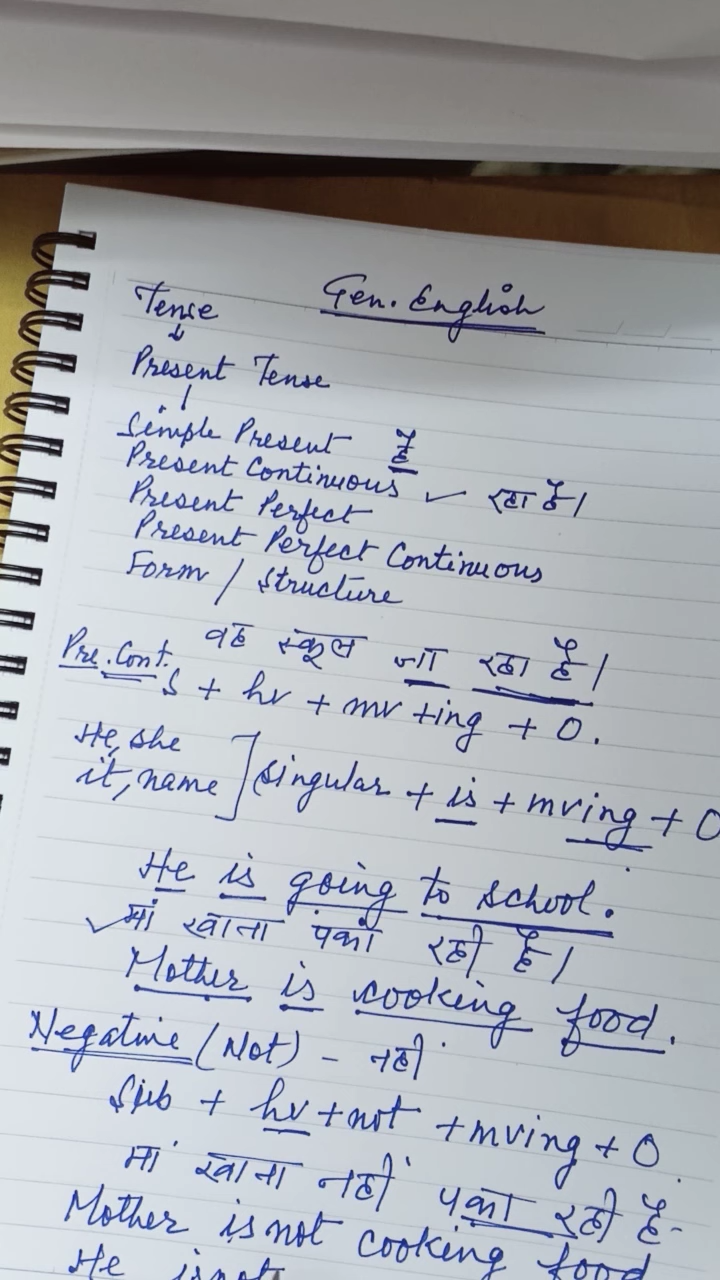 Gen. English
Tense
↓
Present Tense
Simple Present है
Present Continuous ✓ रहा है।
Present Perfect
Present Perfect Continuous
Form / Structure
वह स्कूल जा रहा है।
Pre. Cont.
S + hv + mv + ing + O.
He, she
it, name ] singular + is + mving + O
He is going to school.
✓ मां खाना पका रही है।
Mother is cooking food.
Negative (Not) - नहीं
Sub + hv + not + mving + O
मां खाना नहीं पका रही है-
Mother is not cooking food
He is not